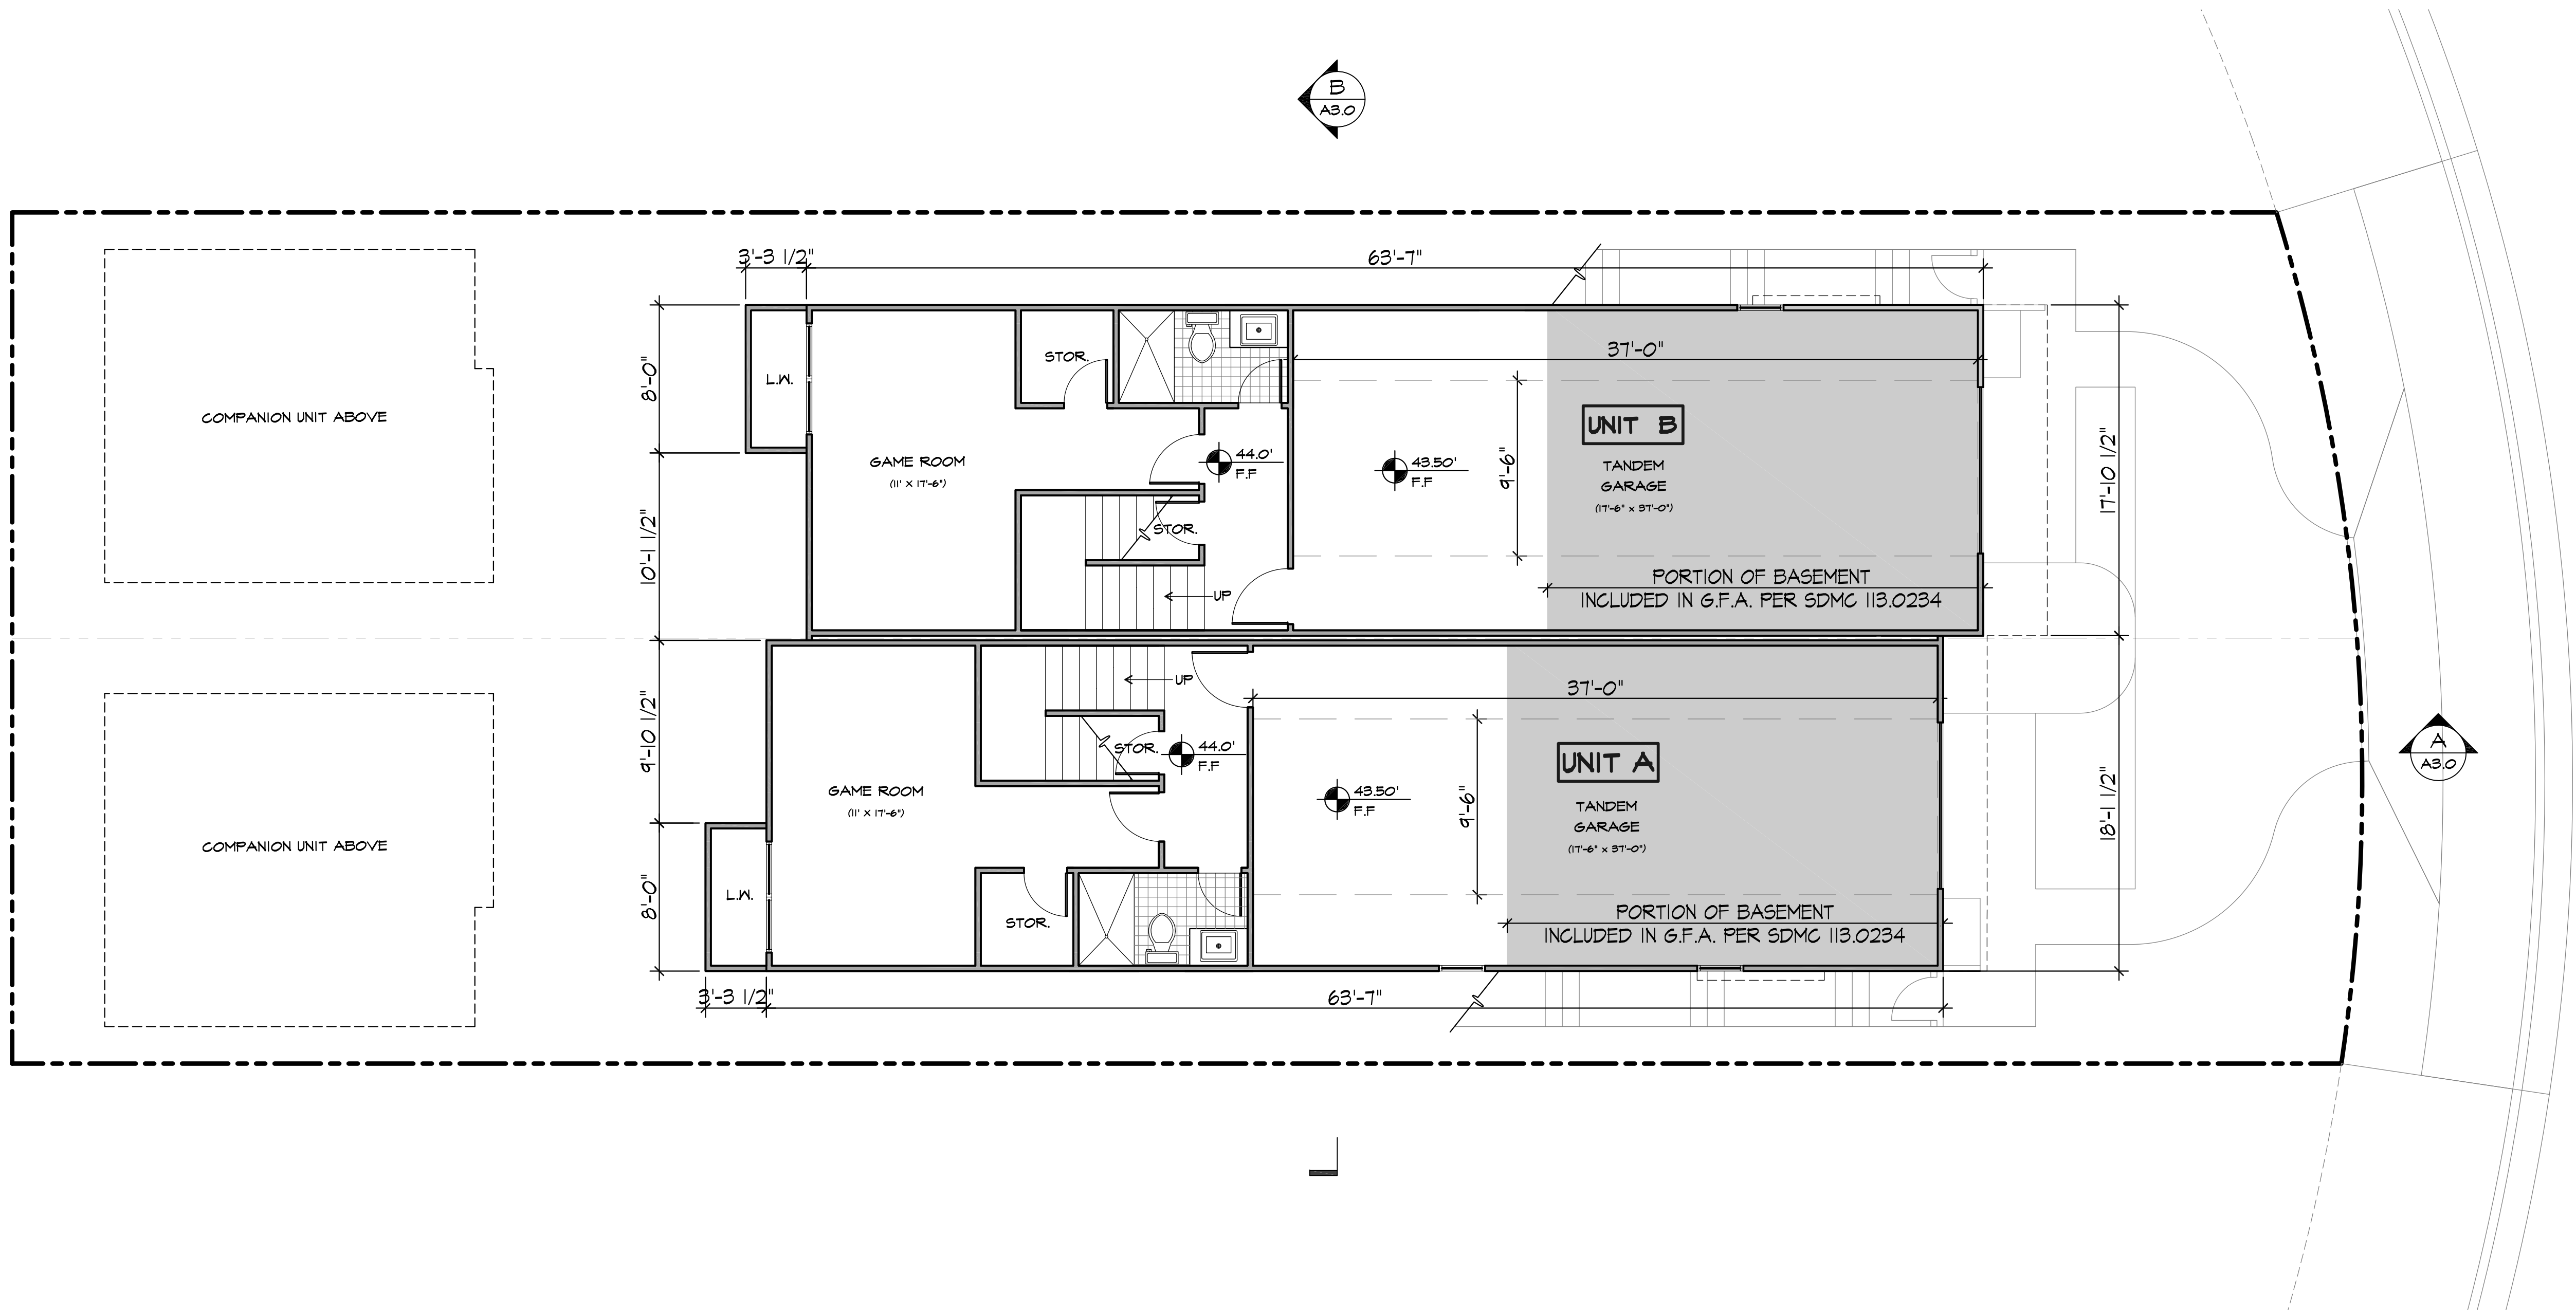 B
A3.0
3'-3 1/2"
63'-7"
8'-0"
L.W.
STOR.
37'-0"
COMPANION UNIT ABOVE
GAME ROOM
(11' X 17'-6")
44.0'
F.F
43.50'
F.F
9'-6"
UNIT B
TANDEM
GARAGE
(17'-6" x 37'-0")
17'-10 1/2"
10'-1 1/2"
STOR.
UP
PORTION OF BASEMENT
INCLUDED IN G.F.A. PER SDMC 113.0234
UP
37'-0"
9'-10 1/2"
STOR.
44.0'
F.F
GAME ROOM
(11' X 17'-6")
43.50'
F.F
9'-6"
UNIT A
TANDEM
GARAGE
(17'-6" x 37'-0")
18'-1 1/2"
A
A3.0
COMPANION UNIT ABOVE
8'-0"
L.W.
STOR.
PORTION OF BASEMENT
INCLUDED IN G.F.A. PER SDMC 113.0234
3'-3 1/2"
63'-7"